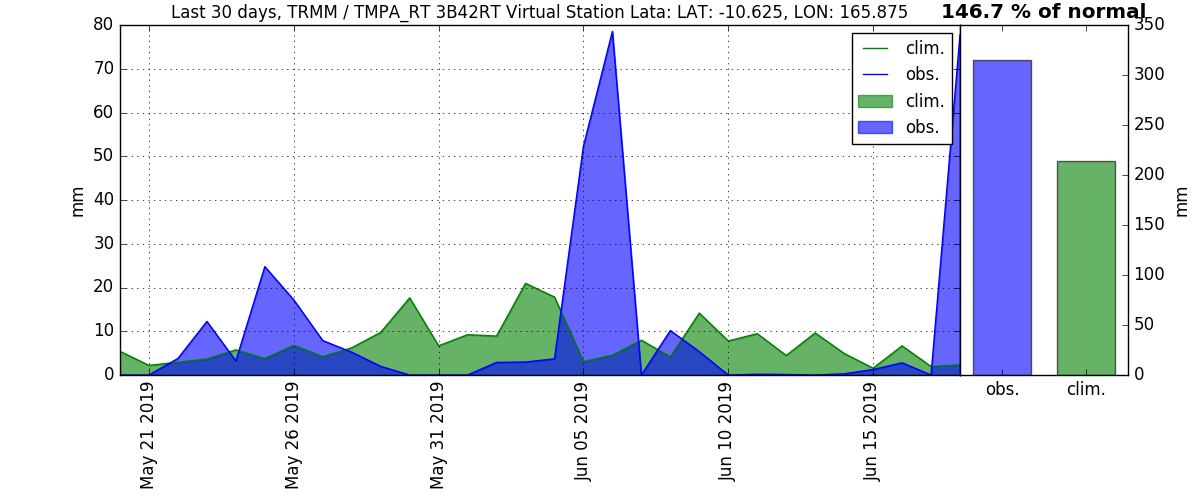 Last 30 days, TRMM / TMPA_RT 3B42RT Virtual Station Lata: LAT: -10.625, LON: 165.875
146.7 % of normal
mm
80
70
60
50
40
30
20
10
0
May 21 2019
May 26 2019
May 31 2019
Jun 05 2019
Jun 10 2019
Jun 15 2019
clim.
obs.
clim.
obs.
350
300
250
200
150
100
50
0
mm
obs.
clim.